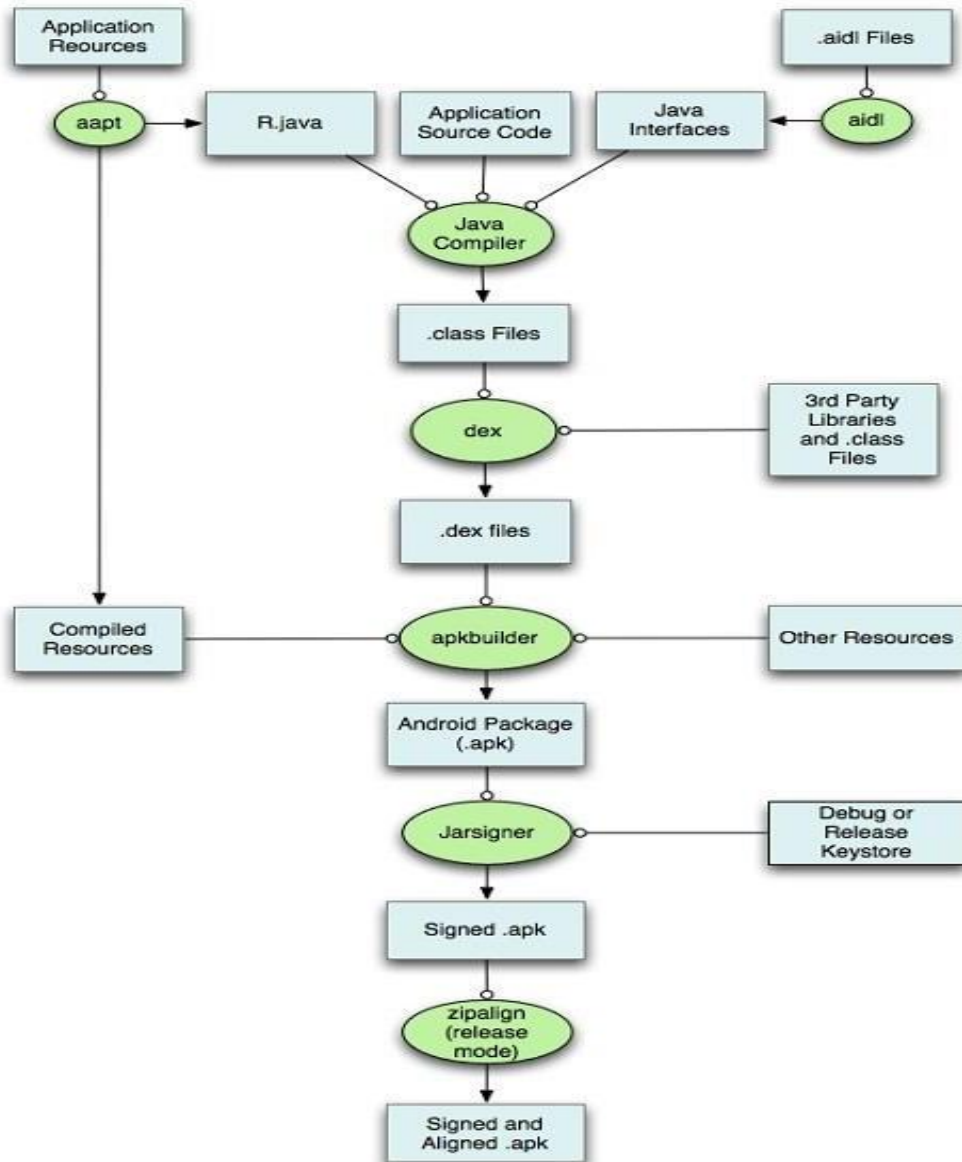 Application
Reources
.aidl Files
aapt
R.java
Application
Source Code
Java
Interfaces
aidl
Java
Compiler
.class Files
dex
3rd Party
Libraries
and .class
Files
.dex files
Compiled
Resources
apkbuilder
Other Resources
Android Package
(.apk)
Jarsigner
Debug or
Release
Keystore
Signed .apk
zipalign
(release
mode)
Signed and
Aligned .apk